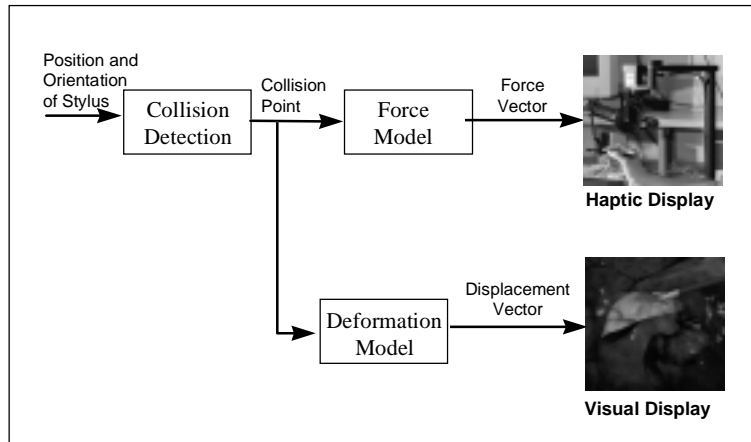 Position and
Orientation
of Stylus
Collision
Detection
Collision
Point
Force
Model
Force
Vector
Haptic Display
Deformation
Model
Displacement
Vector
Visual Display